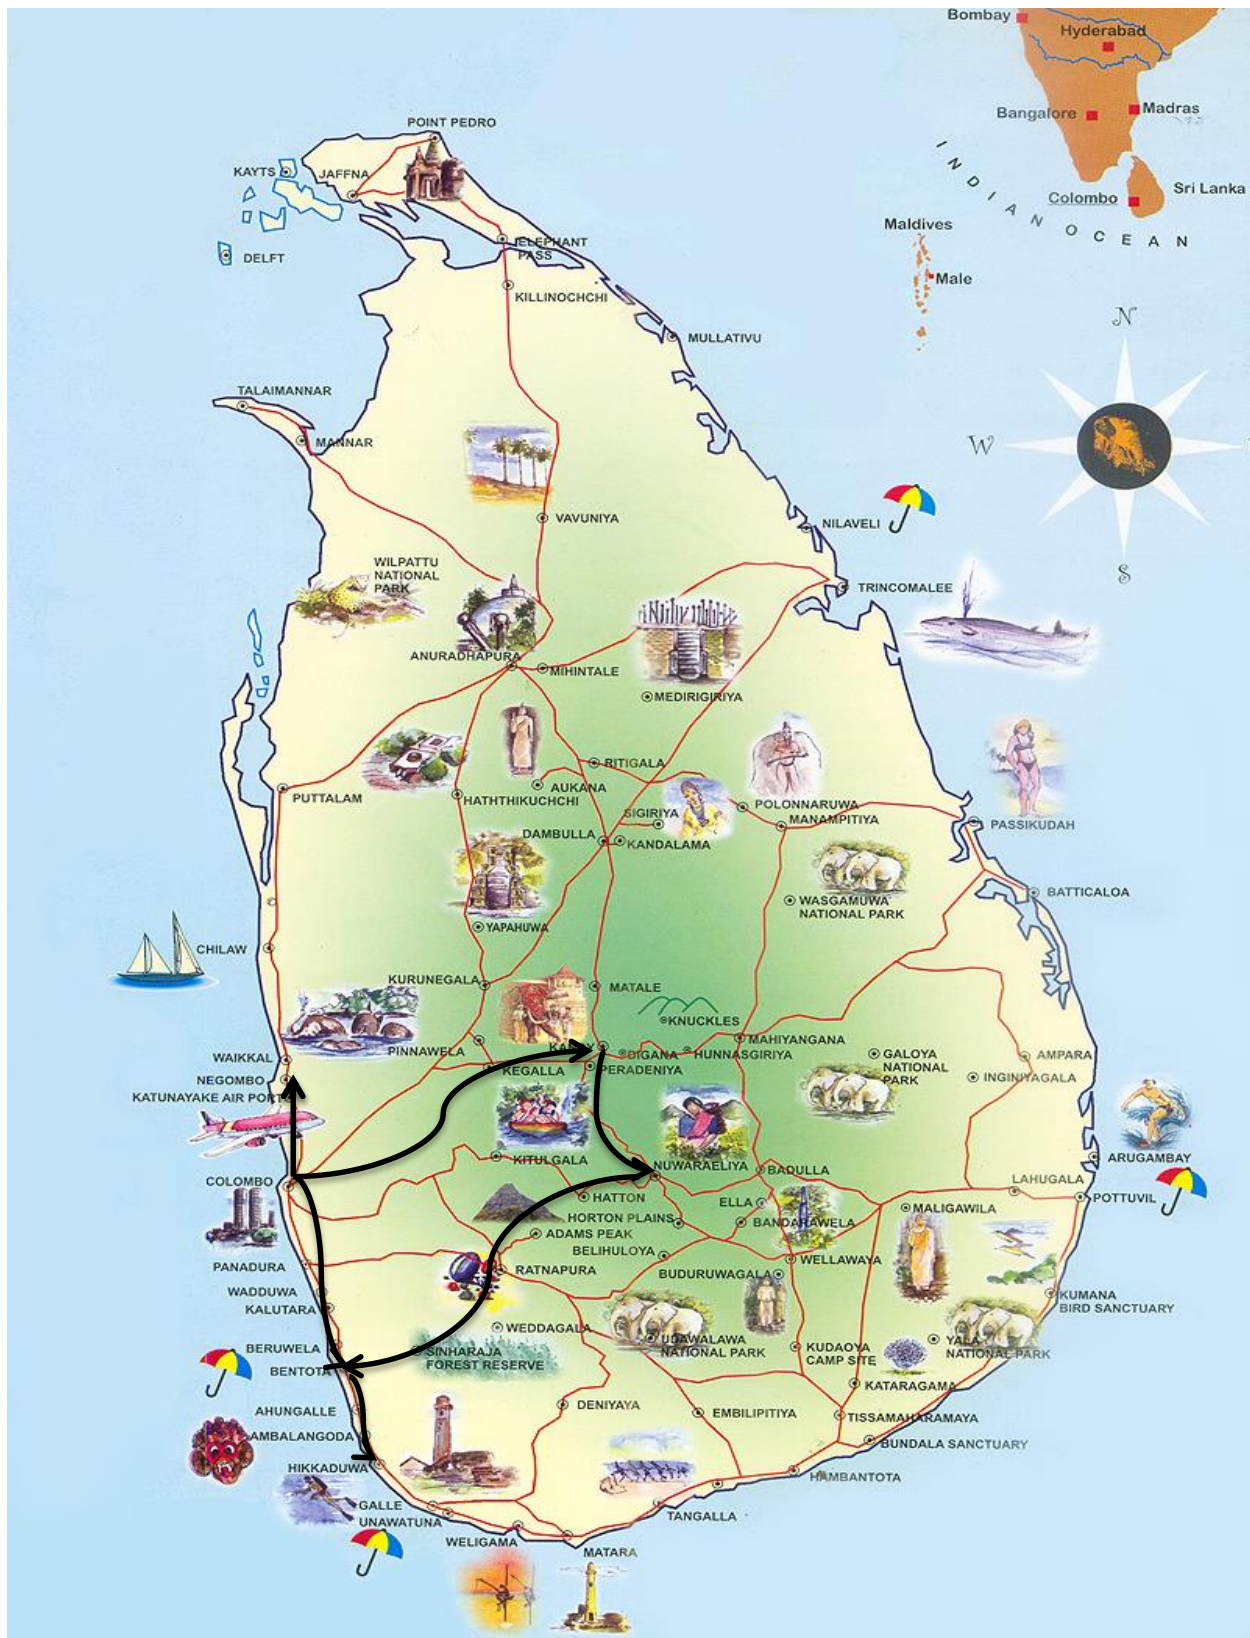 Bombay
Hyderabad
Bangalore
Madras
INDIAN OCEAN
Colombo
Sri Lanka
Maldives
Male
N
W
S
POINT PEDRO
KAYTS
JAFFNA
ELEPHANT
PASS
DELFT
KILLINOCHCHI
MULLATIVU
TALAIMANNAR
MANNAR
VAVUNIYA
NILAVELI
WILPATTU
NATIONAL
PARK
TRINCOMALEE
ANURADHAPURA
MIHINTALE
MEDIRIGIRIYA
RITIGALA
AUKANA
PUTTALAM
HATHTHIKUCHCHI
SIGIRIYA
POLONNARUWA
MANAMPITIYA
PASSIKUDAH
DAMBULLA
KANDALAMA
BATTICALOA
WASGAMUWA
NATIONAL PARK
YAPAHUWA
CHILAW
KURUNEGALA
MATALE
KNUCKLES
MAHIYANGANA
PINNAWELA
DIGANA
HUNNASGIRIYA
WAIKKAL
KEGALLA
PERADENIYA
GALOYA
NATIONAL
PARK
AMPARA
NEGOMBO
INGINIYAGALA
KATUNAYAKE AIR PORT
KITULGALA
NUWARAELIYA
BADULLA
ARUGAMBAY
COLOMBO
LAHUGALA
POTTUVIL
HATTON
ELLA
MALIGAWILA
HORTON PLAINS
BANDARAWELA
ADAMS PEAK
BELIHULOYA
WELLAWAYA
PANADURA
RATNAPURA
BUDURUWAGALA
WADDUWA
KUMANA
BIRD SANCTUARY
KALUTARA
WEDDAGALA
UDAWALAWA
NATIONAL PARK
YALA
NATIONAL PARK
BERUWELA
SINHARAJA
FOREST RESERVE
KUDAOYA
CAMP SITE
BENTOTA
KATARAGAMA
AHUNGALLE
DENIYAYA
EMBILIPITIYA
TISSAMAHARAMAYA
AMBALANGODA
BUNDALA SANCTUARY
HIKKADUWA
HAMBANTOTA
GALLE
UNAWATUNA
TANGALLA
WELIGAMA
MATARA